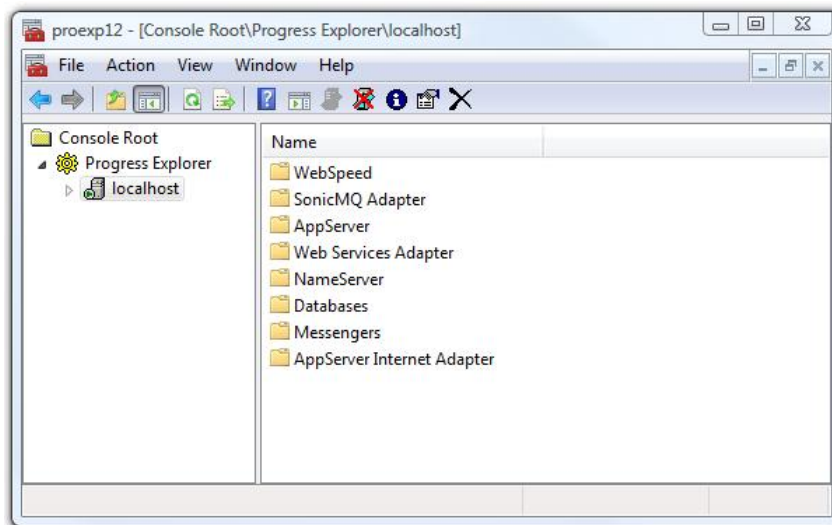 proexp12 - [Console Root\Progress Explorer\localhost]
File Action View Window Help
Console Root
Progress Explorer
localhost
Name
WebSpeed
SonicMQ Adapter
AppServer
Web Services Adapter
NameServer
Databases
Messengers
AppServer Internet Adapter